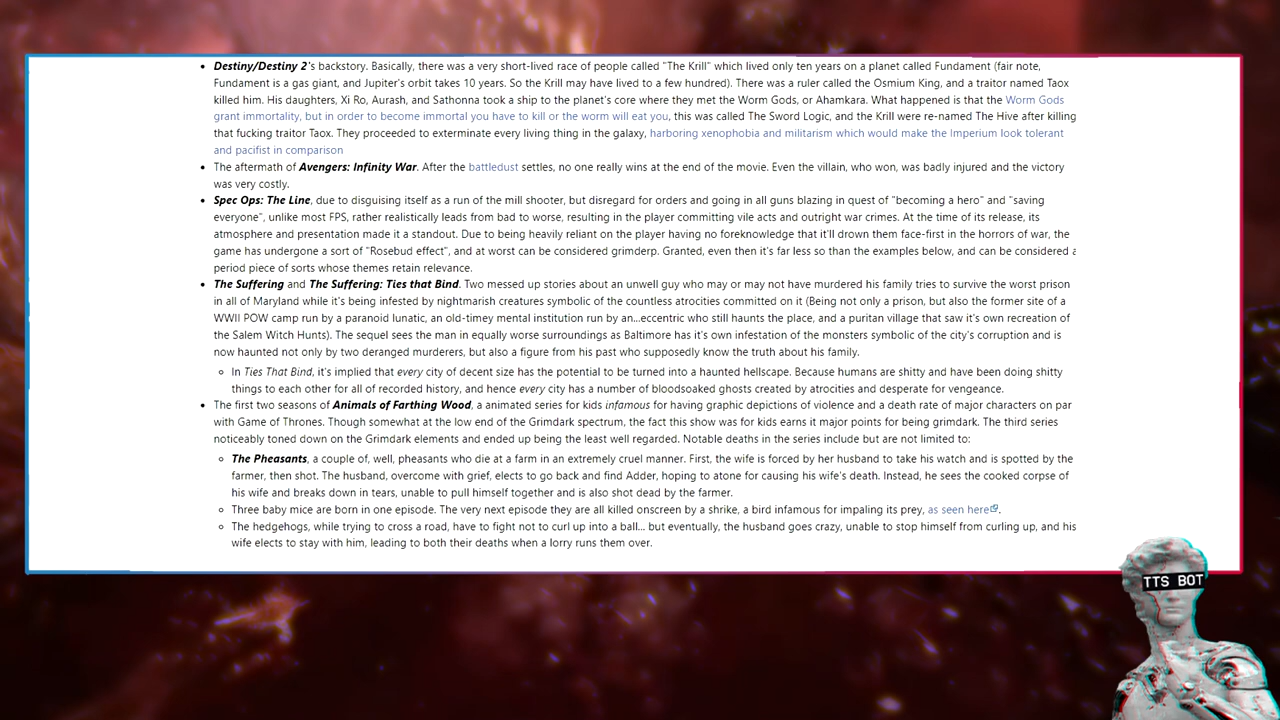 Destiny/Destiny 2's backstory. Basically, there was a very short-lived race of people called "The Krill" which lived only ten years on a planet called Fundament (fair note,
Fundament is a gas giant, and Jupiter's orbit takes 10 years. So the Krill may have lived to a few hundred). There was a ruler called the Osmium King, and a traitor named Taox
killed him. His daughters, Xi Ro, Aurash, and Sathonna took a ship to the planet's core where they met the Worm Gods, or Ahamkara. What happened is that the Worm Gods
grant immortality, but in order to become immortal you have to kill or the worm will eat you, this was called The Sword Logic, and the Krill were re-named The Hive after killing
that fucking traitor Taox. They proceeded to exterminate every living thing in the galaxy, harboring xenophobia and militarism which would make the Imperium look tolerant
and pacifist in comparison
The aftermath of Avengers: Infinity War. After the battledust settles, no one really wins at the end of the movie. Even the villain, who won, was badly injured and the victory
was very costly.
Spec Ops: The Line, due to disguising itself as a run of the mill shooter, but disregard for orders and going in all guns blazing in quest of "becoming a hero" and "saving
everyone", unlike most FPS, rather realistically leads from bad to worse, resulting in the player committing vile acts and outright war crimes. At the time of its release, its
atmosphere and presentation made it a standout. Due to being heavily reliant on the player having no foreknowledge that it'll drown them face-first in the horrors of war, the
game has undergone a sort of "Rosebud effect", and at worst can be considered grimderp. Granted, even then it's far less so than the examples below, and can be considered a
period piece of sorts whose themes retain relevance.
The Suffering and The Suffering: Ties that Bind. Two messed up stories about an unwell guy who may or may not have murdered his family tries to survive the worst prison
in all of Maryland while it's being infested by nightmarish creatures symbolic of the countless atrocities committed on it (Being not only a prison, but also the former site of a
WWII POW camp run by a paranoid lunatic, an old-timey mental institution run by an...eccentric who still haunts the place, and a puritan village that saw it's own recreation of
the Salem Witch Hunts). The sequel sees the man in equally worse surroundings as Baltimore has it's own infestation of the monsters symbolic of the city's corruption and is
now haunted not only by two deranged murderers, but also a figure from his past who supposedly know the truth about his family.
In Ties That Bind, it's implied that every city of decent size has the potential to be turned into a haunted hellscape. Because humans are shitty and have been doing shitty
things to each other for all of recorded history, and hence every city has a number of bloodsoaked ghosts created by atrocities and desperate for vengeance.
The first two seasons of Animals of Farthing Wood, a animated series for kids infamous for having graphic depictions of violence and a death rate of major characters on par
with Game of Thrones. Though somewhat at the low end of the Grimdark spectrum, the fact this show was for kids earns it major points for being grimdark. The third series
noticeably toned down on the Grimdark elements and ended up being the least well regarded. Notable deaths in the series include but are not limited to:
The Pheasants, a couple of, well, pheasants who die at a farm in an extremely cruel manner. First, the wife is forced by her husband to take his watch and is spotted by the
farmer, then shot. The husband, overcome with grief, elects to go back and find Adder, hoping to atone for causing his wife's death. Instead, he sees the cooked corpse of
his wife and breaks down in tears, unable to pull himself together and is also shot dead by the farmer.
Three baby mice are born in one episode. The very next episode they are all killed onscreen by a shrike, a bird infamous for impaling its prey, as seen here.
The hedgehogs, while trying to cross a road, have to fight not to curl up into a ball... but eventually, the husband goes crazy, unable to stop himself from curling up, and his
wife elects to stay with him, leading to both their deaths when a lorry runs them over.
TTS BOT